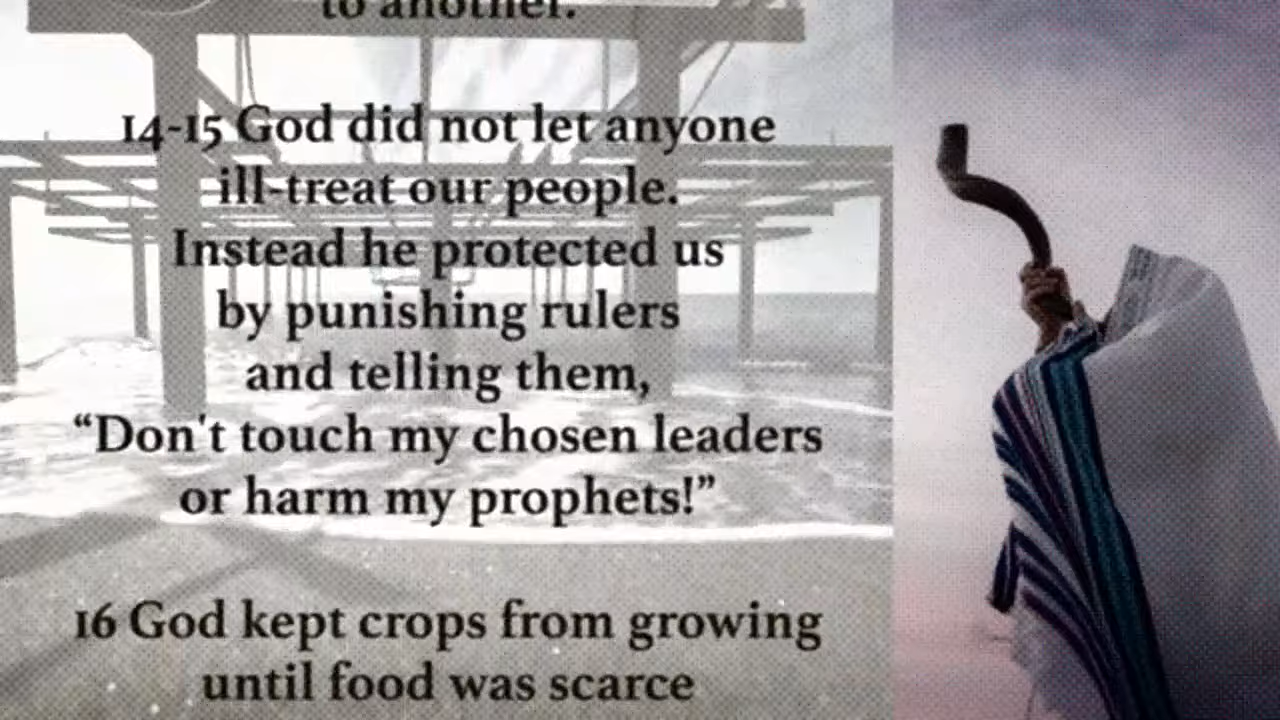 to another.
14-15 God did not let anyone
ill-treat our people.
Instead he protected us
by punishing rulers
and telling them,
“Don't touch my chosen leaders
or harm my prophets!”
16 God kept crops from growing
until food was scarce